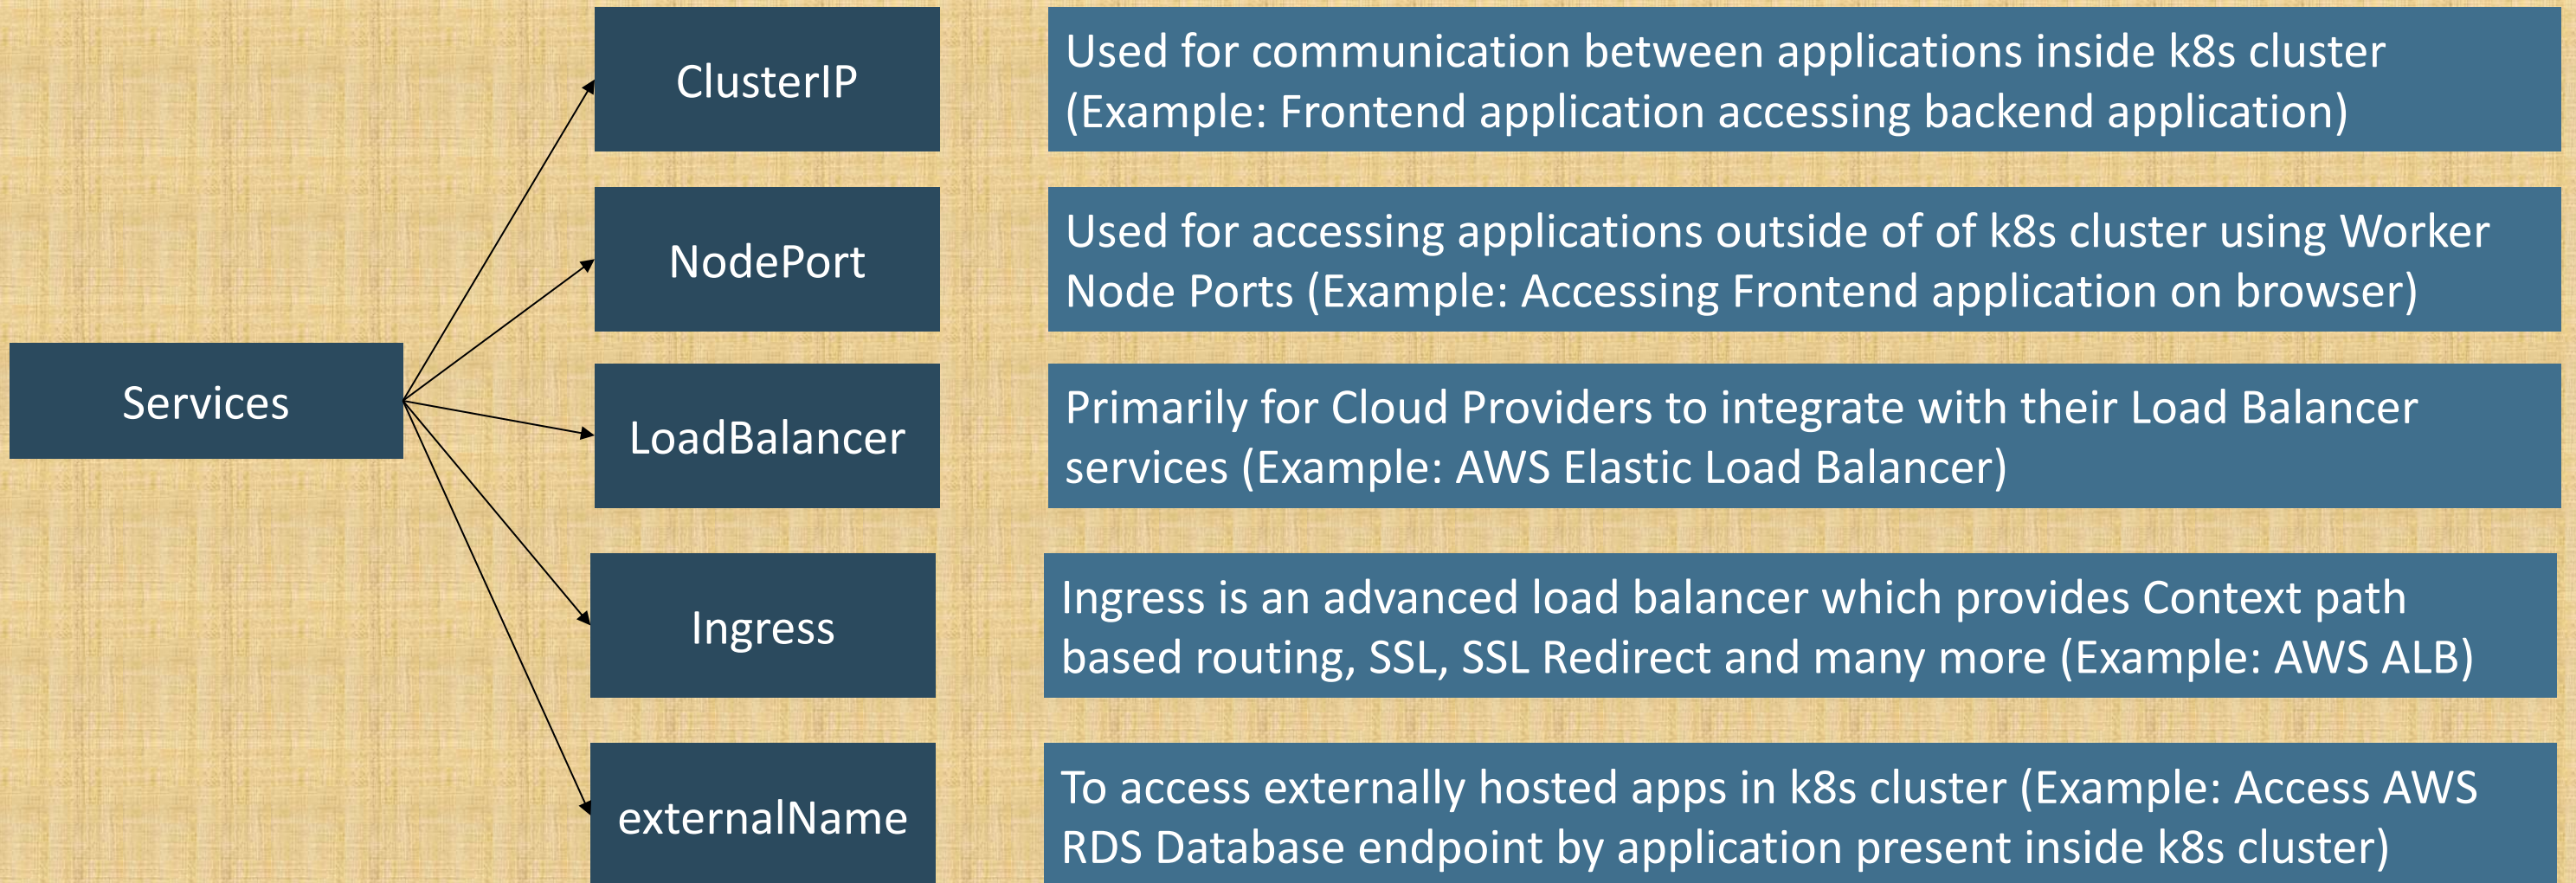 Services
ClusterIP
Used for communication between applications inside k8s cluster
(Example: Frontend application accessing backend application)
NodePort
Used for accessing applications outside of of k8s cluster using Worker
Node Ports (Example: Accessing Frontend application on browser)
LoadBalancer
Primarily for Cloud Providers to integrate with their Load Balancer
services (Example: AWS Elastic Load Balancer)
Ingress
Ingress is an advanced load balancer which provides Context path
based routing, SSL, SSL Redirect and many more (Example: AWS ALB)
externalName
To access externally hosted apps in k8s cluster (Example: Access AWS
RDS Database endpoint by application present inside k8s cluster)